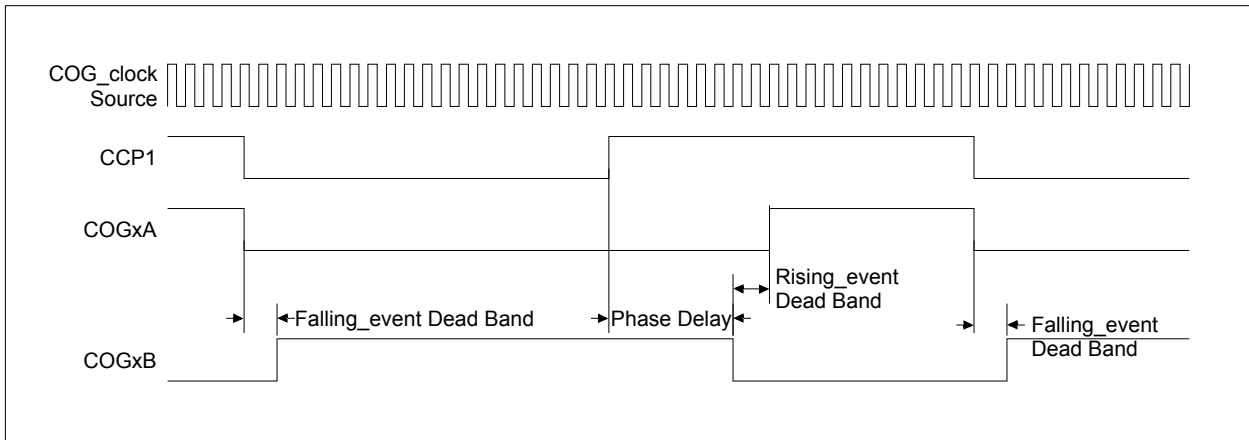 COG_clock
Source
CCP1
COGxA
Rising_event
Dead Band
Falling_event Dead Band
Phase Delay
Falling_event
Dead Band
COGxB